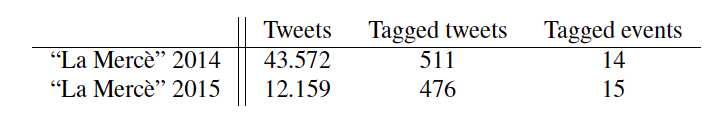 Tweets Tagged tweets Tagged events
“La Mercè” 2014 43.572 511 14
“La Mercè” 2015 12.159 476 15